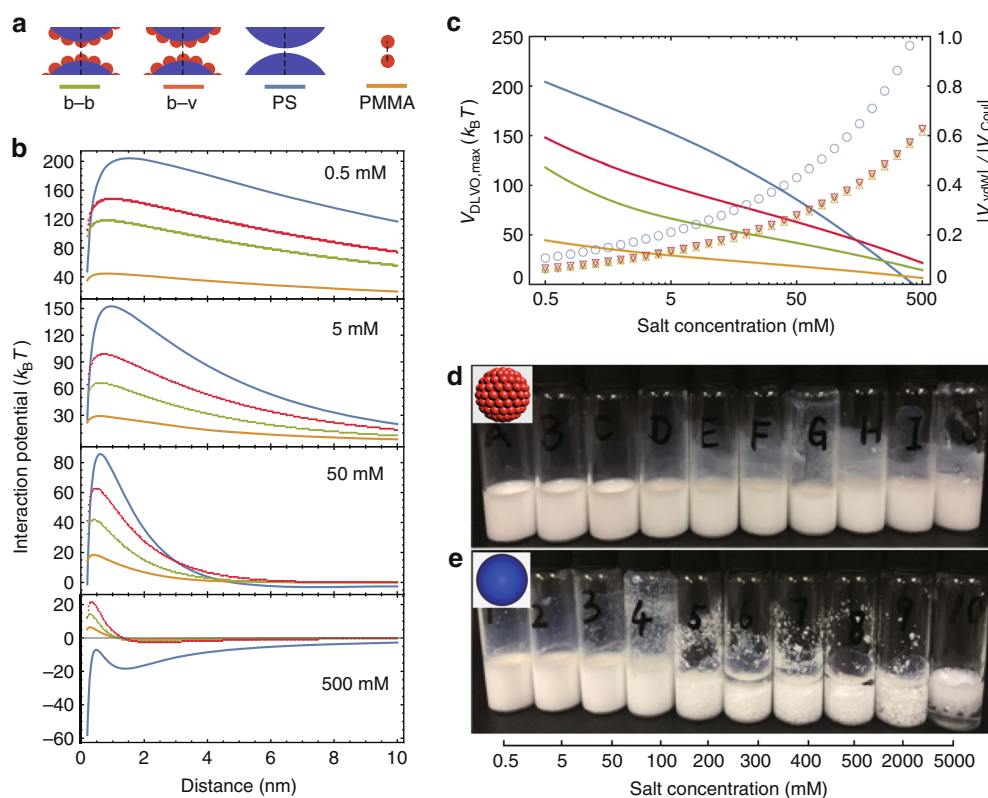 a
b–b b–v PS PMMA
b
Interaction potential (kBT)
0.5 mM
200
160
120
80
40
5 mM
150
120
90
60
30
50 mM
80
60
40
20
0
500 mM
20
0
−20
−40
−60
0 2 4 6 8 10
Distance (nm)
c
VDLVO,max (kBT)
250
200
150
100
50
0
1.0
0.8
0.6
0.4
0.2
0
|Vvdw| / |VCoul|
0.5 5 50 500
Salt concentration (mM)
d
A B C D E F G H I J
e
1 2 3 4 5 6 7 8 9 10
0.5 5 50 100 200 300 400 500 2000 5000
Salt concentration (mM)